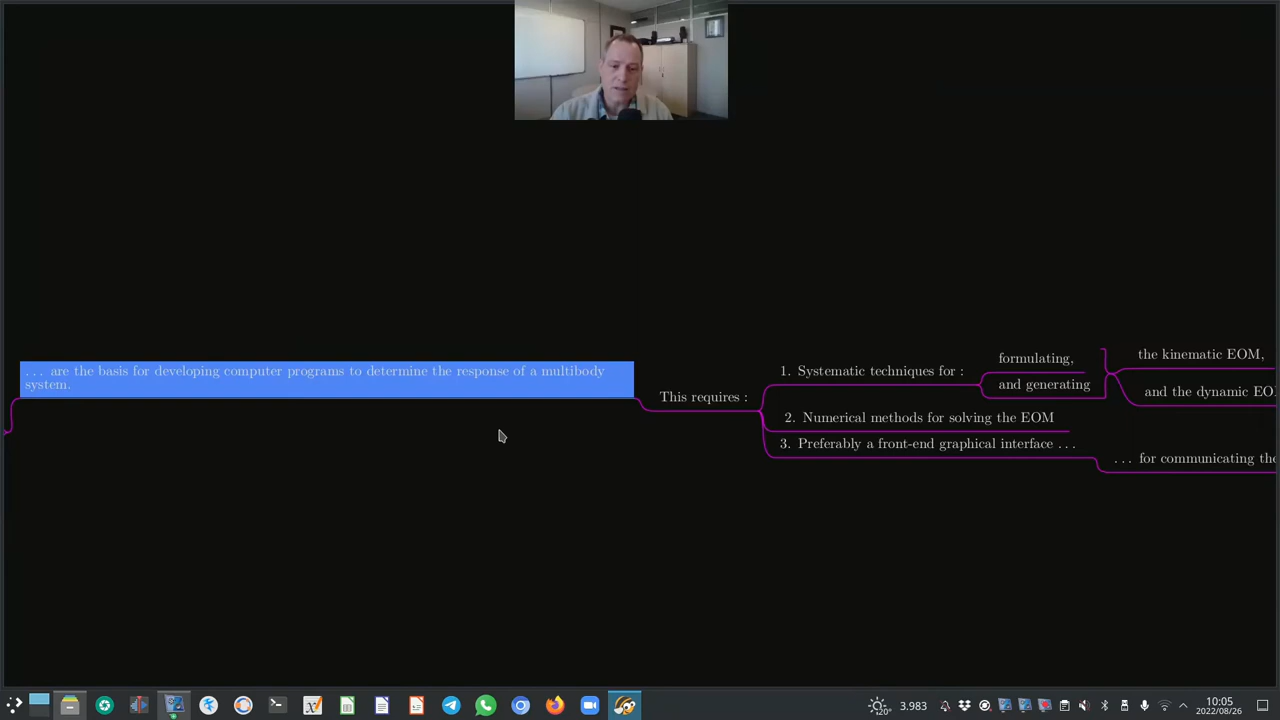 . . . are the basis for developing computer programs to determine the response of a multibody
system.
This requires :
1. Systematic techniques for :
formulating,
and generating
the kinematic EOM,
and the dynamic EO
2. Numerical methods for solving the EOM
3. Preferably a front-end graphical interface . . .
. . . for communicating the
120°
3.983
10:05
2022/08/26